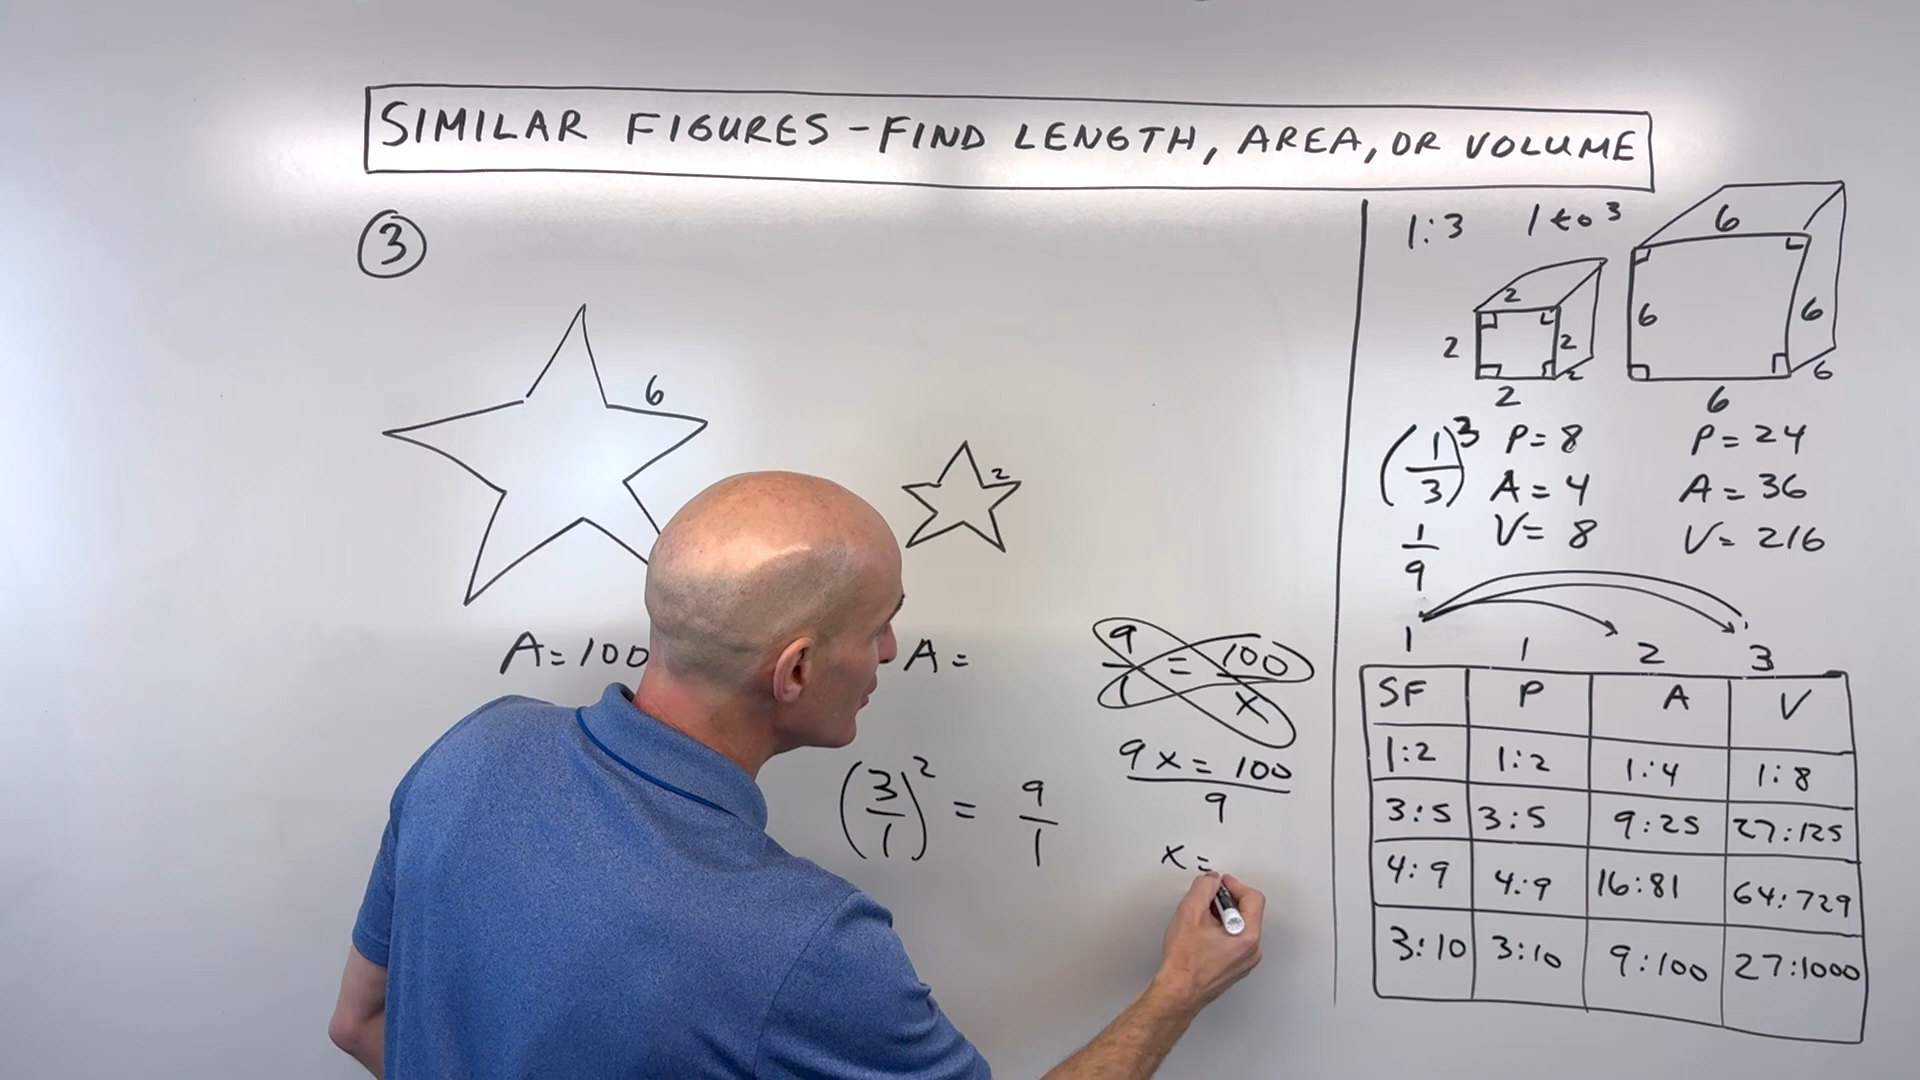 SIMILAR FIGURES - FIND LENGTH, AREA, OR VOLUME
3
6
2
A = 100
A =
(3/1)² = 9/1
9/1 = 100/x
9x = 100
9
x =
1:3 1 to 3
2 2 2 2 2
6 6 6 6 6
(1/3)³
1/9
P = 8
A = 4
V = 8
P = 24
A = 36
V = 216
1 1 2 3
SF P A V
1:2 1:2 1:4 1:8
3:5 3:5 9:25 27:125
4:9 4:9 16:81 64:729
3:10 3:10 9:100 27:1000